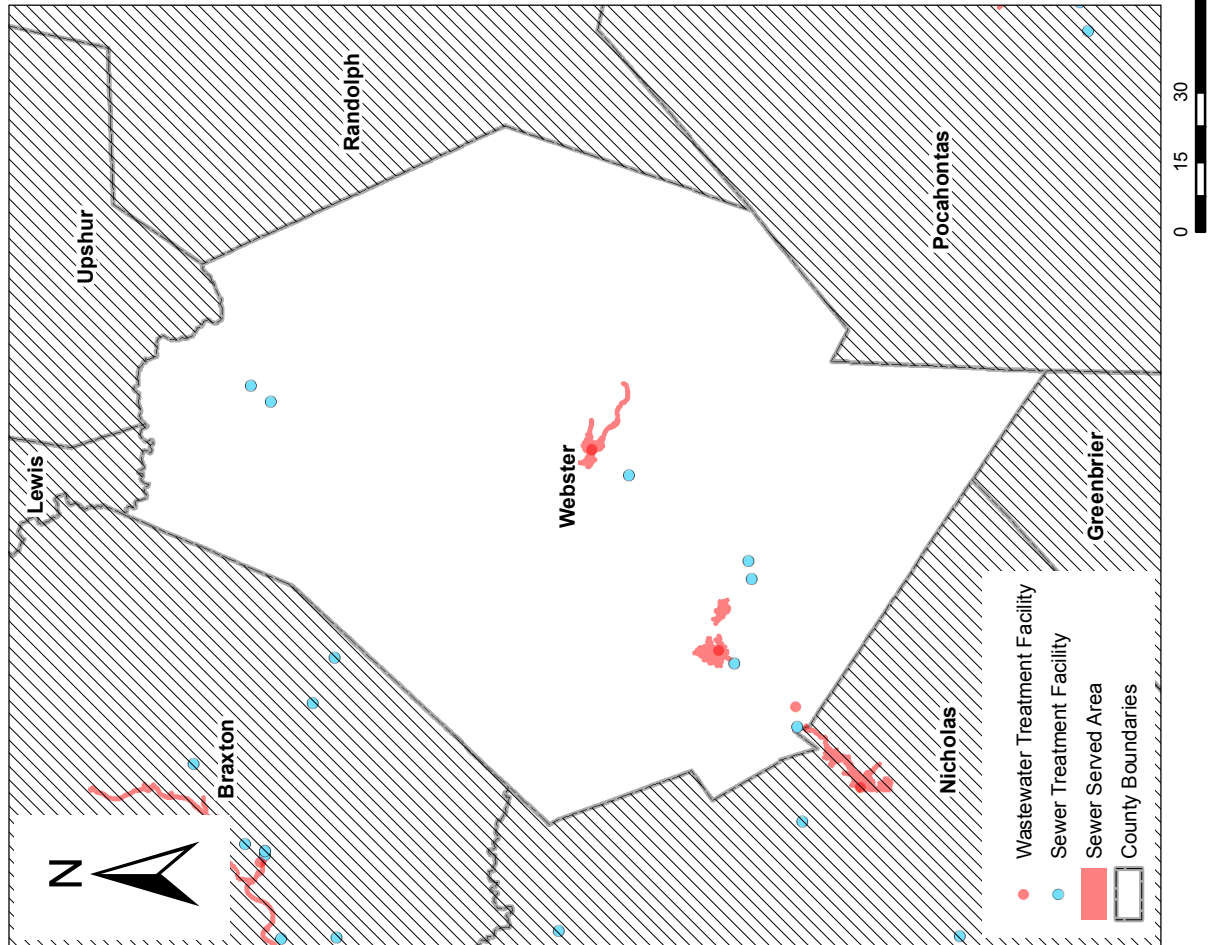 Lewis
Upshur
Randolph
Webster
Braxton
Pocahontas
Nicholas
Greenbrier
N
Wastewater Treatment Facility
Sewer Treatment Facility
Sewer Served Area
County Boundaries
0 15 30